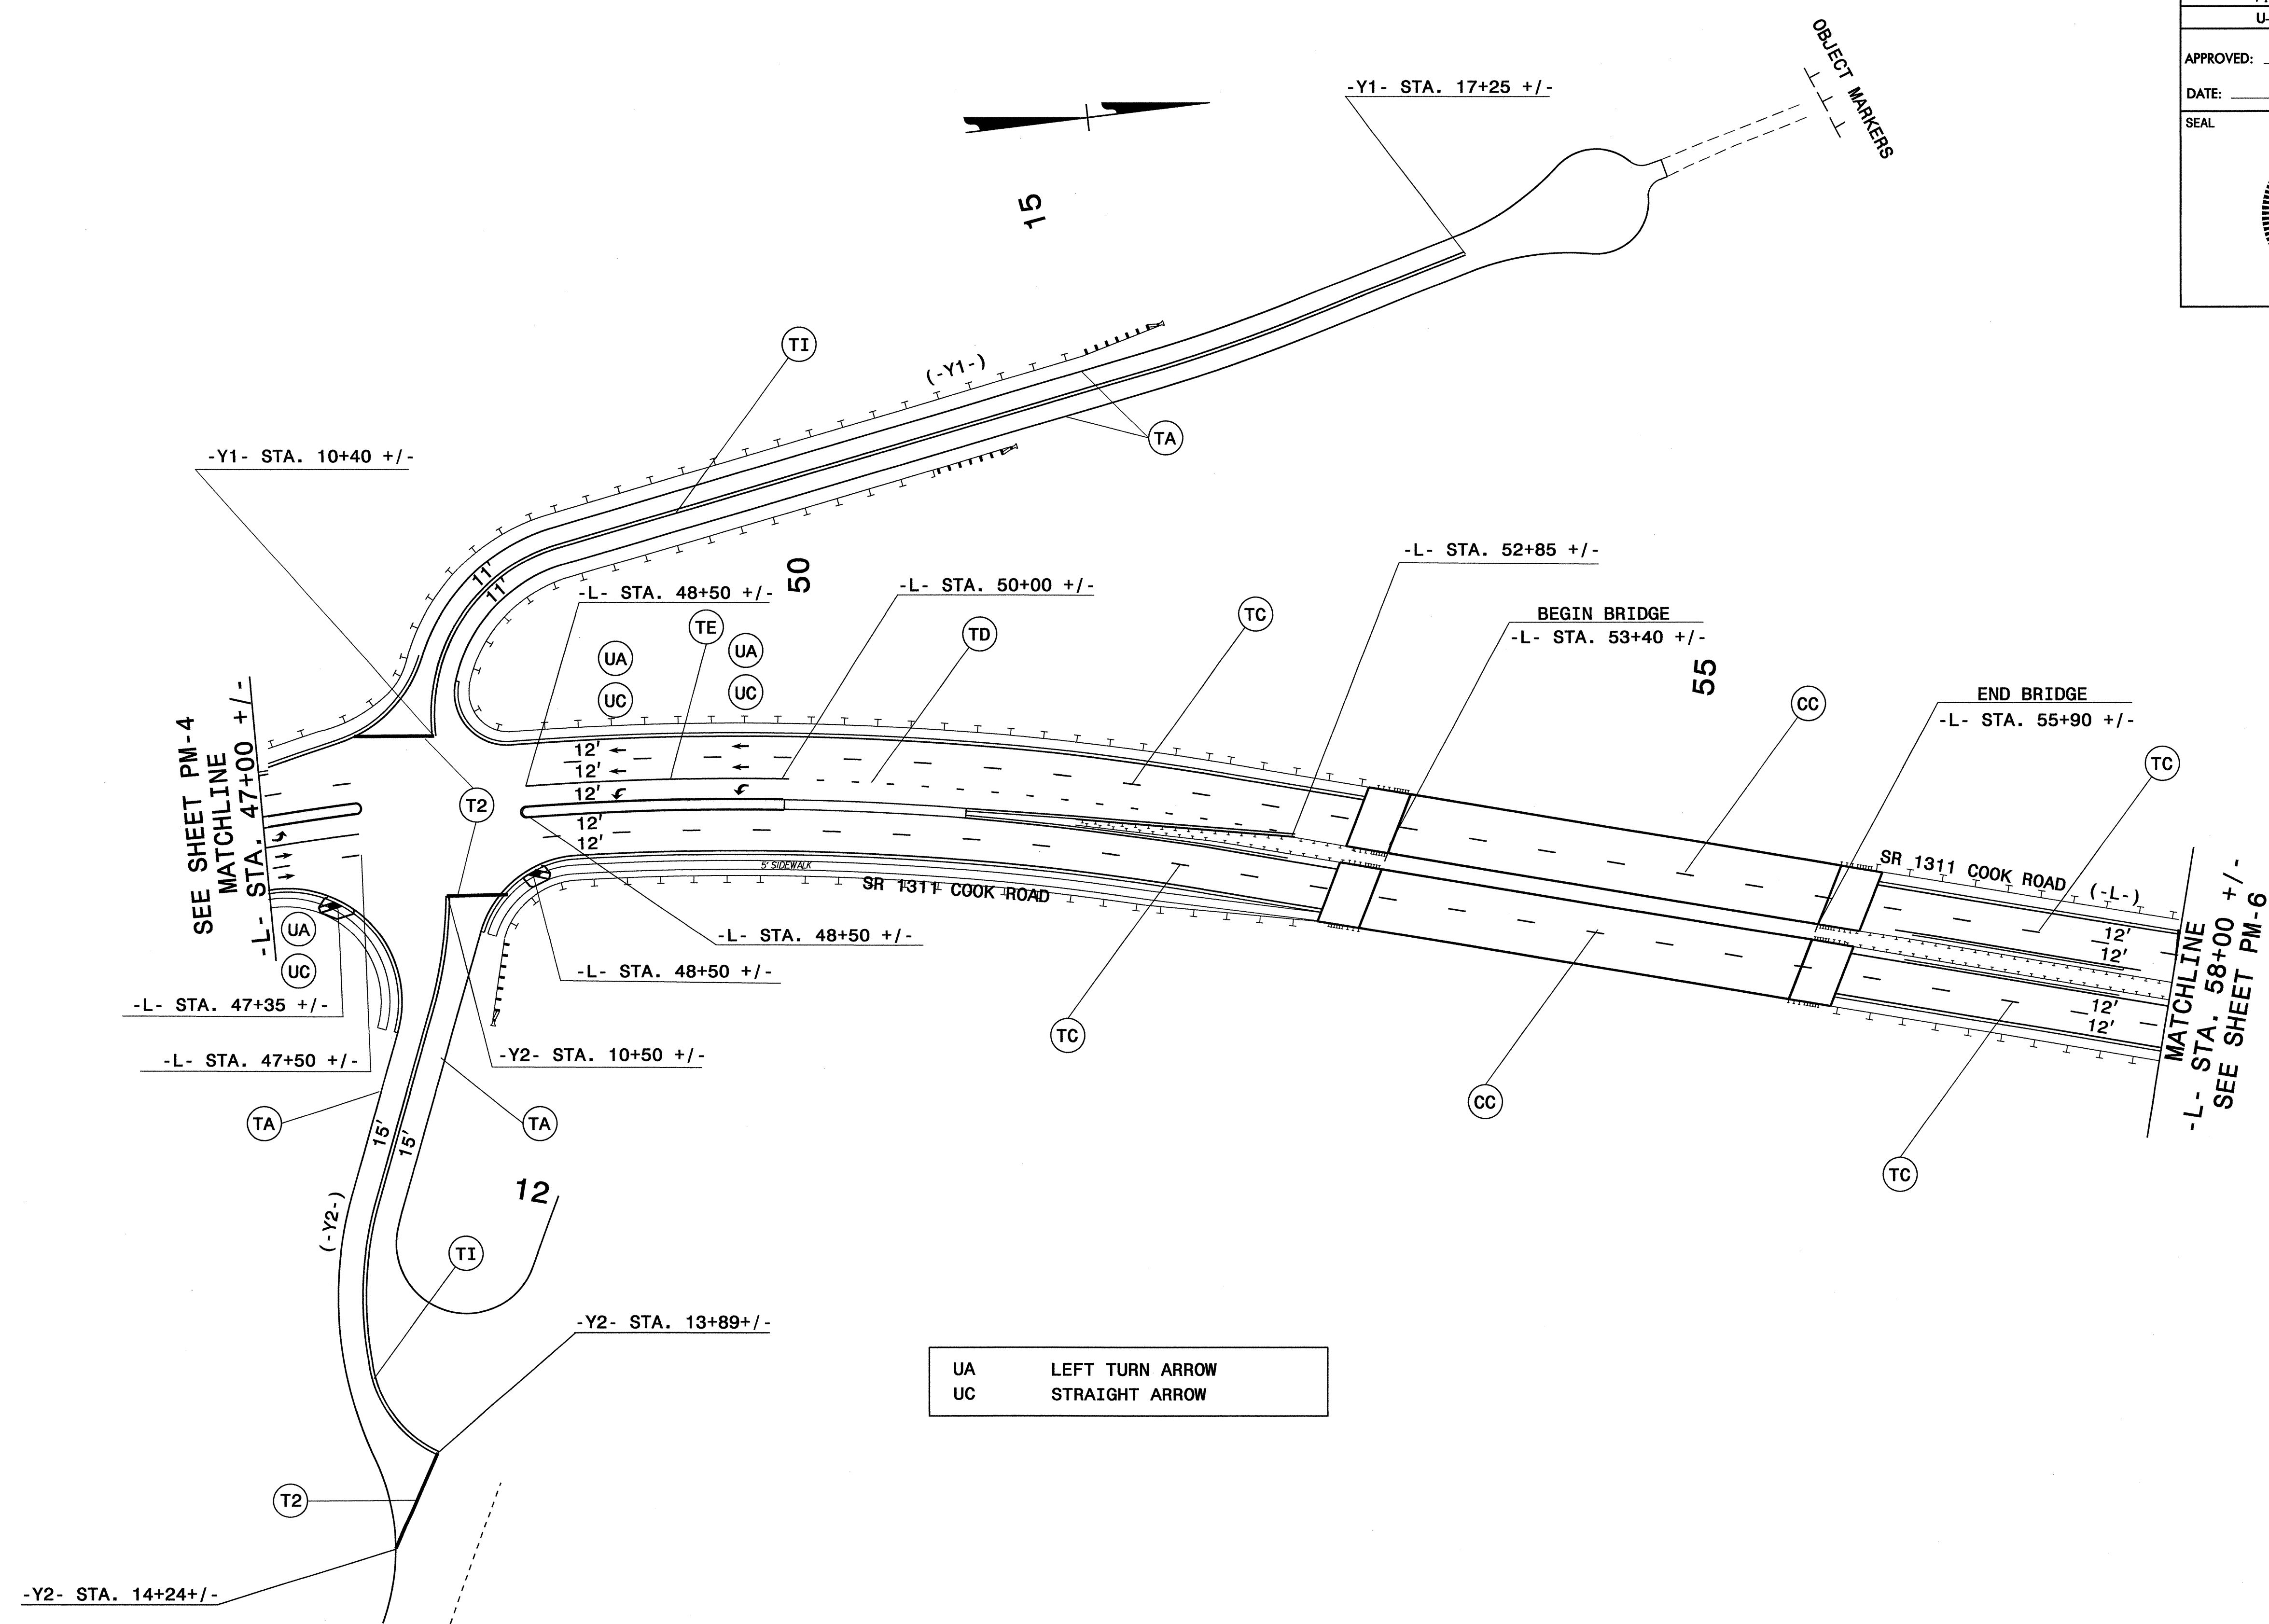 U-
APPROVED:
DATE:
SEAL
OBJECT MARKERS
-Y1- STA. 17+25 +/-
15
TI
(-Y1-)
TA
-Y1- STA. 10+40 +/-
11'
11'
50
-L- STA. 48+50 +/-
-L- STA. 50+00 +/-
-L- STA. 52+85 +/-
TE
TD
TC
UA
UC
UA
UC
BEGIN BRIDGE
-L- STA. 53+40 +/-
55
CC
END BRIDGE
-L- STA. 55+90 +/-
TC
SEE SHEET PM-4
MATCHLINE
-L- STA. 47+00 +/-
12'
12'
12'
12'
12'
T2
5' SIDEWALK
SR 1311 COOK ROAD
SR 1311 COOK ROAD (-L-)
12'
12'
12'
12'
MATCHLINE
-L- STA. 58+00 +/-
SEE SHEET PM-6
UA
UC
-L- STA. 48+50 +/-
-L- STA. 48+50 +/-
-L- STA. 47+35 +/-
-L- STA. 47+50 +/-
-Y2- STA. 10+50 +/-
TC
CC
TC
TA
TA
15'
15'
12
(-Y2-)
TI
-Y2- STA. 13+89+/-
UA LEFT TURN ARROW
UC STRAIGHT ARROW
T2
-Y2- STA. 14+24+/-